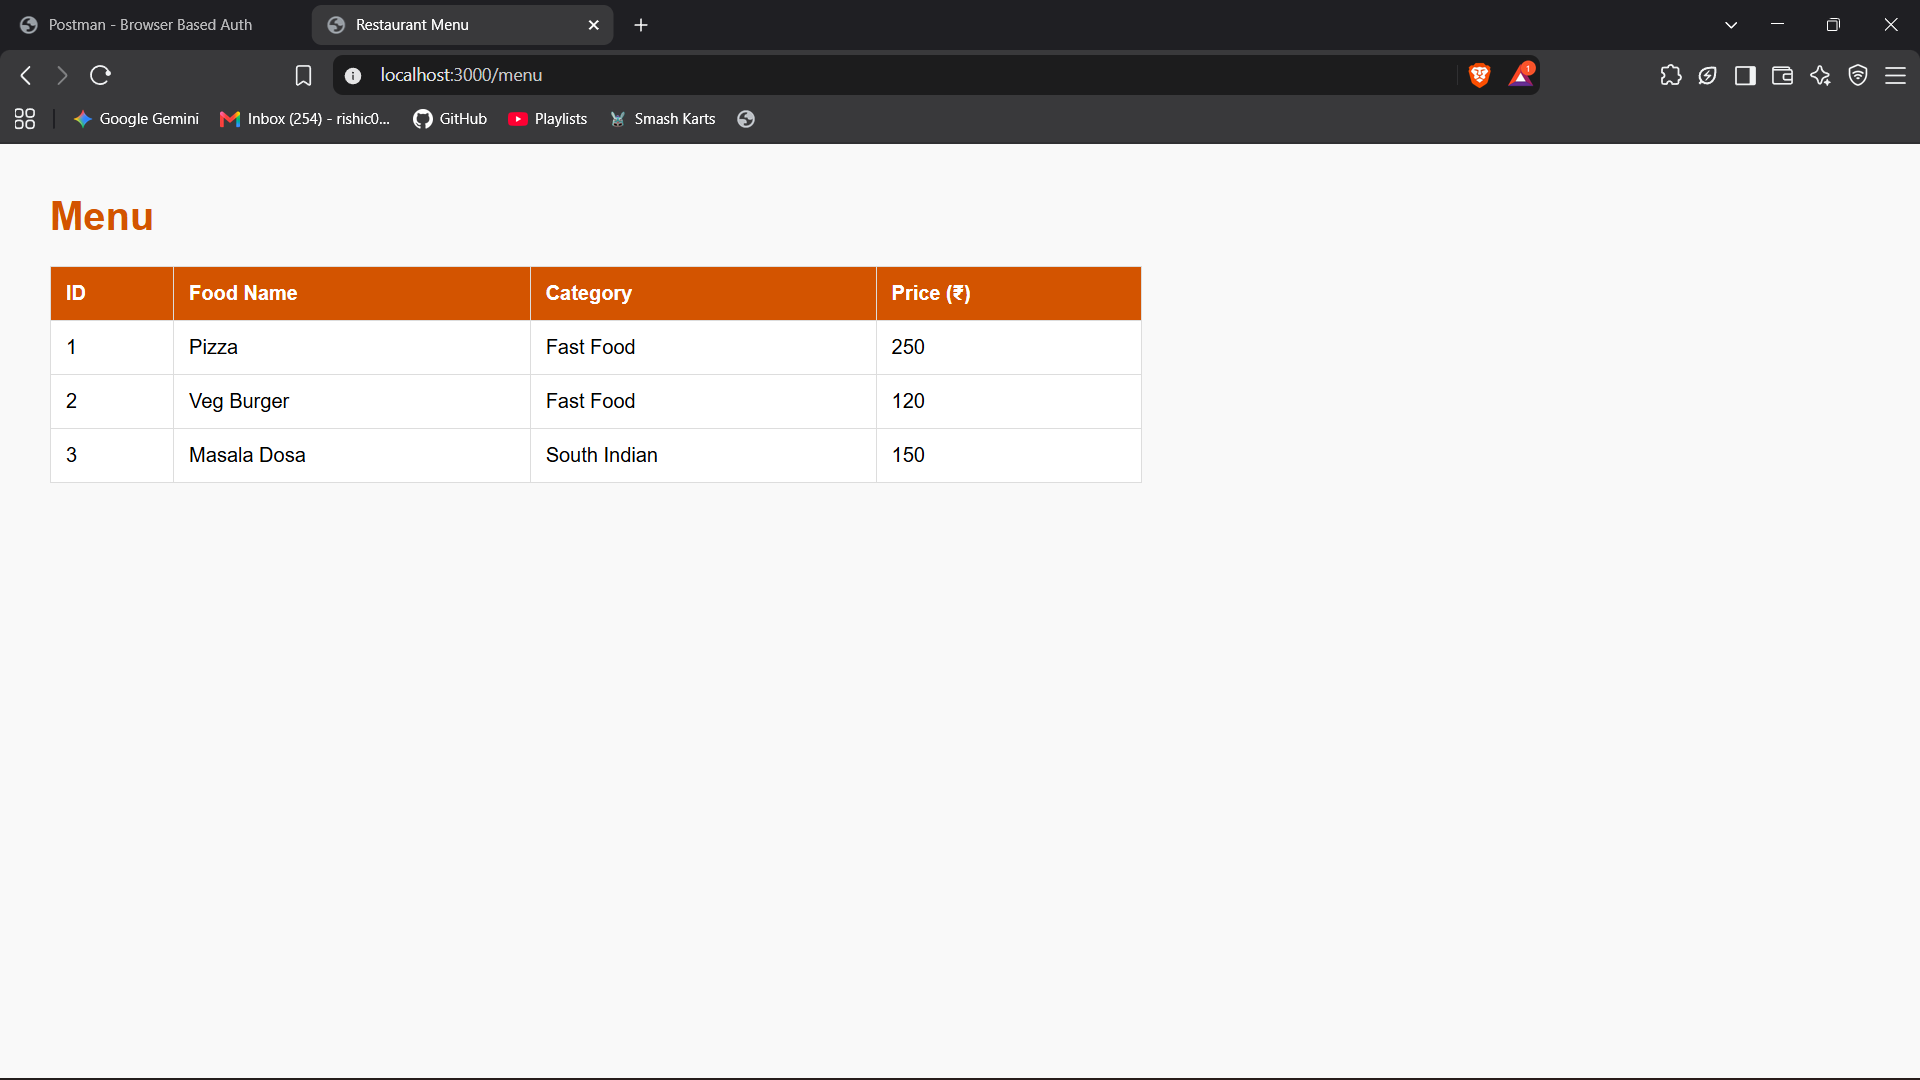 Postman - Browser Based Auth
Restaurant Menu
localhost:3000/menu
1
Google Gemini
Inbox (254) - rishic0...
GitHub
Playlists
Smash Karts
Menu
ID Food Name Category Price (₹)
1 Pizza Fast Food 250
2 Veg Burger Fast Food 120
3 Masala Dosa South Indian 150